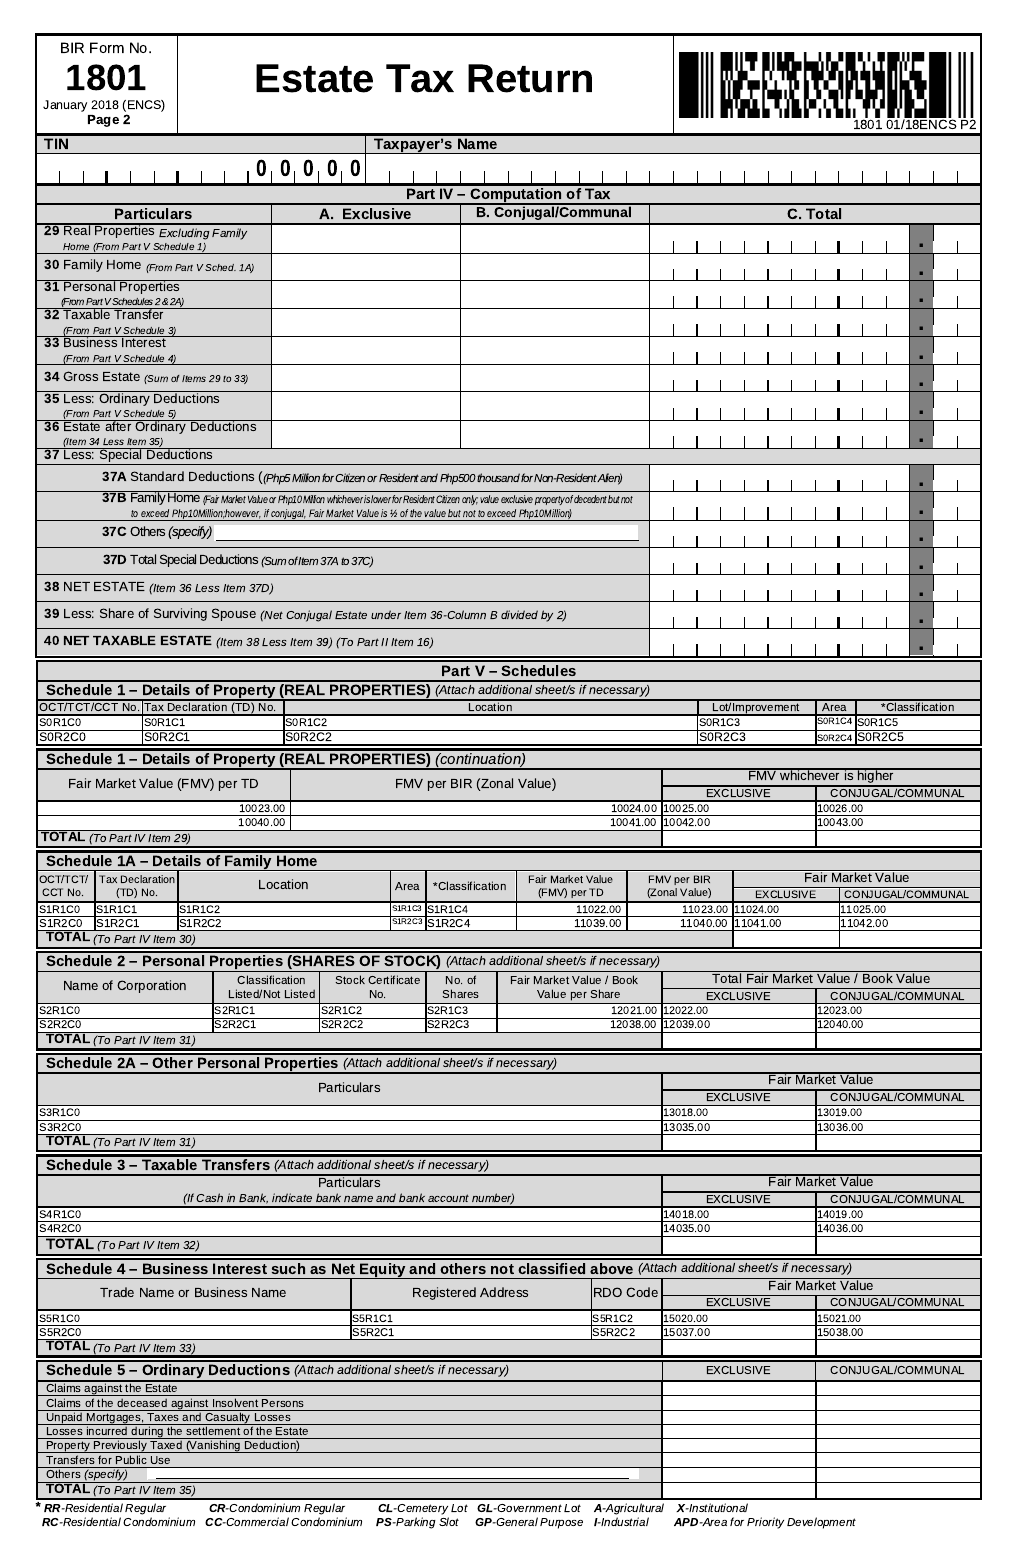 BIR Form No.
1801
January 2018 (ENCS)
Page 2
Estate Tax Return
1801 01/18ENCS P2
TIN Taxpayer's Name
0 0 0 0 0
Part IV – Computation of Tax
Particulars A. Exclusive B. Conjugal/Communal C. Total
29 Real Properties Excluding Family
Home (From Part V Schedule 1)
30 Family Home (From Part V Sched. 1A)
31 Personal Properties
(From Part V Schedules 2 & 2A)
32 Taxable Transfer
(From Part V Schedule 3)
33 Business Interest
(From Part V Schedule 4)
34 Gross Estate (Sum of Items 29 to 33)
35 Less: Ordinary Deductions
(From Part V Schedule 5)
36 Estate after Ordinary Deductions
(Item 34 Less Item 35)
37 Less: Special Deductions
37A Standard Deductions ((Php5 Million for Citizen or Resident and Php500 thousand for Non-Resident Alien)
37B Family Home (Fair Market Value or Php10 Million whichever is lower for Resident Citizen only; value exclusive property of decedent but not
to exceed Php10Million;however, if conjugal, Fair Market Value is ½ of the value but not to exceed Php10Million)
37C Others (specify)
37D Total Special Deductions (Sum of Item 37A to 37C)
38 NET ESTATE (Item 36 Less Item 37D)
39 Less: Share of Surviving Spouse (Net Conjugal Estate under Item 36-Column B divided by 2)
40 NET TAXABLE ESTATE (Item 38 Less Item 39) (To Part II Item 16)
Part V – Schedules
Schedule 1 – Details of Property (REAL PROPERTIES) (Attach additional sheet/s if necessary)
OCT/TCT/CCT No. Tax Declaration (TD) No. Location Lot/Improvement Area *Classification
S0R1C0 S0R1C1 S0R1C2 S0R1C3 S0R1C4 S0R1C5
S0R2C0 S0R2C1 S0R2C2 S0R2C3 S0R2C4 S0R2C5
Schedule 1 – Details of Property (REAL PROPERTIES) (continuation)
Fair Market Value (FMV) per TD FMV per BIR (Zonal Value) FMV whichever is higher
EXCLUSIVE CONJUGAL/COMMUNAL
10023.00 10024.00 10025.00 10026.00
10040.00 10041.00 10042.00 10043.00
TOTAL (To Part IV Item 29)
Schedule 1A – Details of Family Home
OCT/TCT/ Tax Declaration Location Area *Classification Fair Market Value FMV per BIR Fair Market Value
CCT No. (TD) No. (FMV) per TD (Zonal Value) EXCLUSIVE CONJUGAL/COMMUNAL
S1R1C0 S1R1C1 S1R1C2 S1R1C3 S1R1C4 11022.00 11023.00 11024.00 11025.00
S1R2C0 S1R2C1 S1R2C2 S1R2C3 S1R2C4 11039.00 11040.00 11041.00 11042.00
TOTAL (To Part IV Item 30)
Schedule 2 – Personal Properties (SHARES OF STOCK) (Attach additional sheet/s if necessary)
Name of Corporation Classification Stock Certificate No. of Fair Market Value / Book Total Fair Market Value / Book Value
Listed/Not Listed No. Shares Value per Share EXCLUSIVE CONJUGAL/COMMUNAL
S2R1C0 S2R1C1 S2R1C2 S2R1C3 12021.00 12022.00 12023.00
S2R2C0 S2R2C1 S2R2C2 S2R2C3 12038.00 12039.00 12040.00
TOTAL (To Part IV Item 31)
Schedule 2A – Other Personal Properties (Attach additional sheet/s if necessary)
Particulars Fair Market Value
EXCLUSIVE CONJUGAL/COMMUNAL
S3R1C0 13018.00 13019.00
S3R2C0 13035.00 13036.00
TOTAL (To Part IV Item 31)
Schedule 3 – Taxable Transfers (Attach additional sheet/s if necessary)
Particulars Fair Market Value
(If Cash in Bank, indicate bank name and bank account number) EXCLUSIVE CONJUGAL/COMMUNAL
S4R1C0 14018.00 14019.00
S4R2C0 14035.00 14036.00
TOTAL (To Part IV Item 32)
Schedule 4 – Business Interest such as Net Equity and others not classified above (Attach additional sheet/s if necessary)
Trade Name or Business Name Registered Address RDO Code Fair Market Value
EXCLUSIVE CONJUGAL/COMMUNAL
S5R1C0 S5R1C1 S5R1C2 15020.00 15021.00
S5R2C0 S5R2C1 S5R2C2 15037.00 15038.00
TOTAL (To Part IV Item 33)
Schedule 5 – Ordinary Deductions (Attach additional sheet/s if necessary) EXCLUSIVE CONJUGAL/COMMUNAL
Claims against the Estate
Claims of the deceased against Insolvent Persons
Unpaid Mortgages, Taxes and Casualty Losses
Losses incurred during the settlement of the Estate
Property Previously Taxed (Vanishing Deduction)
Transfers for Public Use
Others (specify)
TOTAL (To Part IV Item 35)
* RR-Residential Regular CR-Condominium Regular CL-Cemetery Lot GL-Government Lot A-Agricultural X-Institutional
RC-Residential Condominium CC-Commercial Condominium PS-Parking Slot GP-General Purpose I-Industrial APD-Area for Priority Development